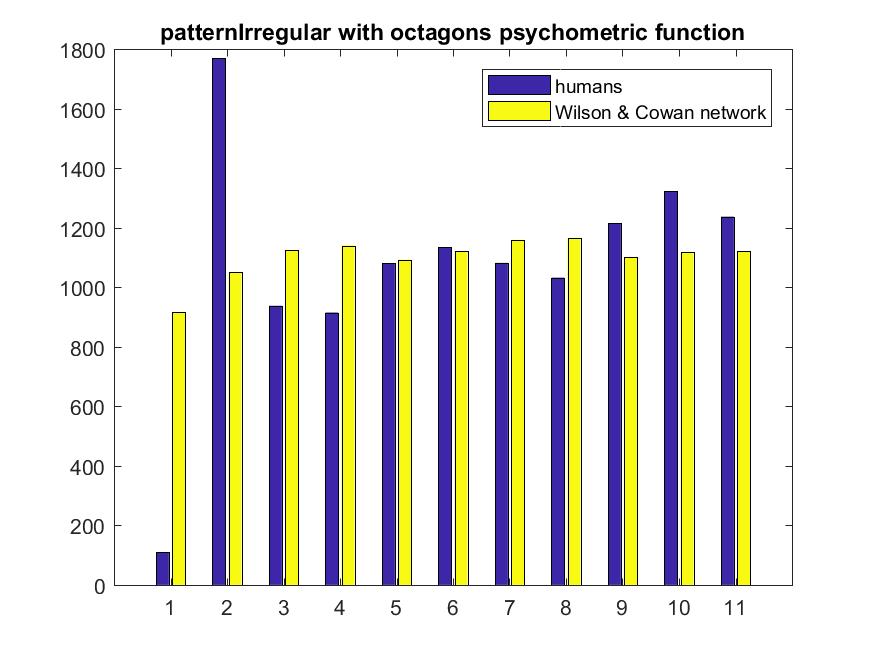 patternIrregular with octagons psychometric function
humans
Wilson & Cowan network
1800
1600
1400
1200
1000
800
600
400
200
0
1 2 3 4 5 6 7 8 9 10 11